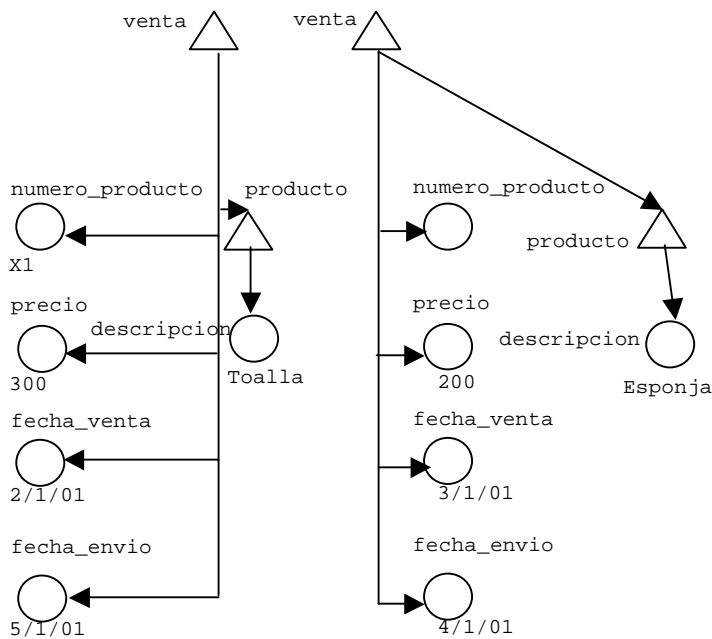 venta
venta
numero_producto
producto
numero_producto
producto
X1
precio
descripcion
precio
descripcion
300
Toalla
200
Esponja
fecha_venta
fecha_venta
2/1/01
3/1/01
fecha_envio
fecha_envio
5/1/01
4/1/01